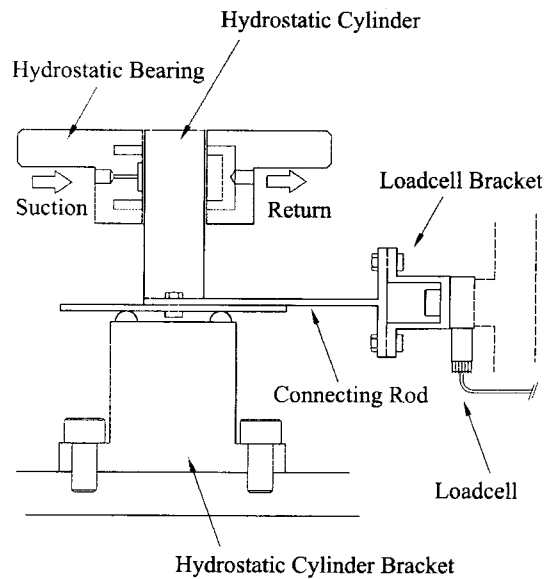 Hydrostatic Cylinder
Hydrostatic Bearing
Suction
Return
Loadcell Bracket
Connecting Rod
Loadcell
Hydrostatic Cylinder Bracket